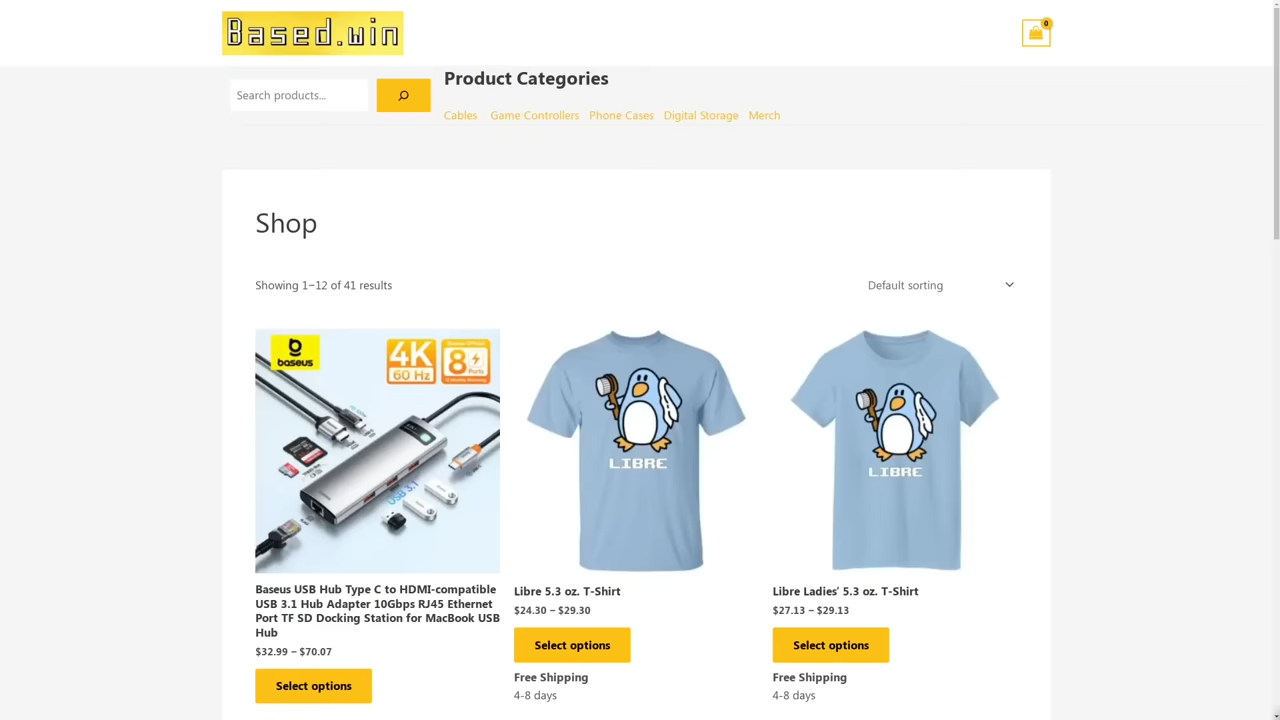 Based.win
0
Search products...
Product Categories
Cables Game Controllers Phone Cases Digital Storage Merch
Shop
Showing 1–12 of 41 results
Default sorting
baseus
4K
60 Hz
8
Ports
USB 3.1
LIBRE
LIBRE
Baseus USB Hub Type C to HDMI-compatible
USB 3.1 Hub Adapter 10Gbps RJ45 Ethernet
Port TF SD Docking Station for MacBook USB
Hub
$32.99 – $70.07
Select options
Libre 5.3 oz. T-Shirt
$24.30 – $29.30
Select options
Free Shipping
4-8 days
Libre Ladies’ 5.3 oz. T-Shirt
$27.13 – $29.13
Select options
Free Shipping
4-8 days